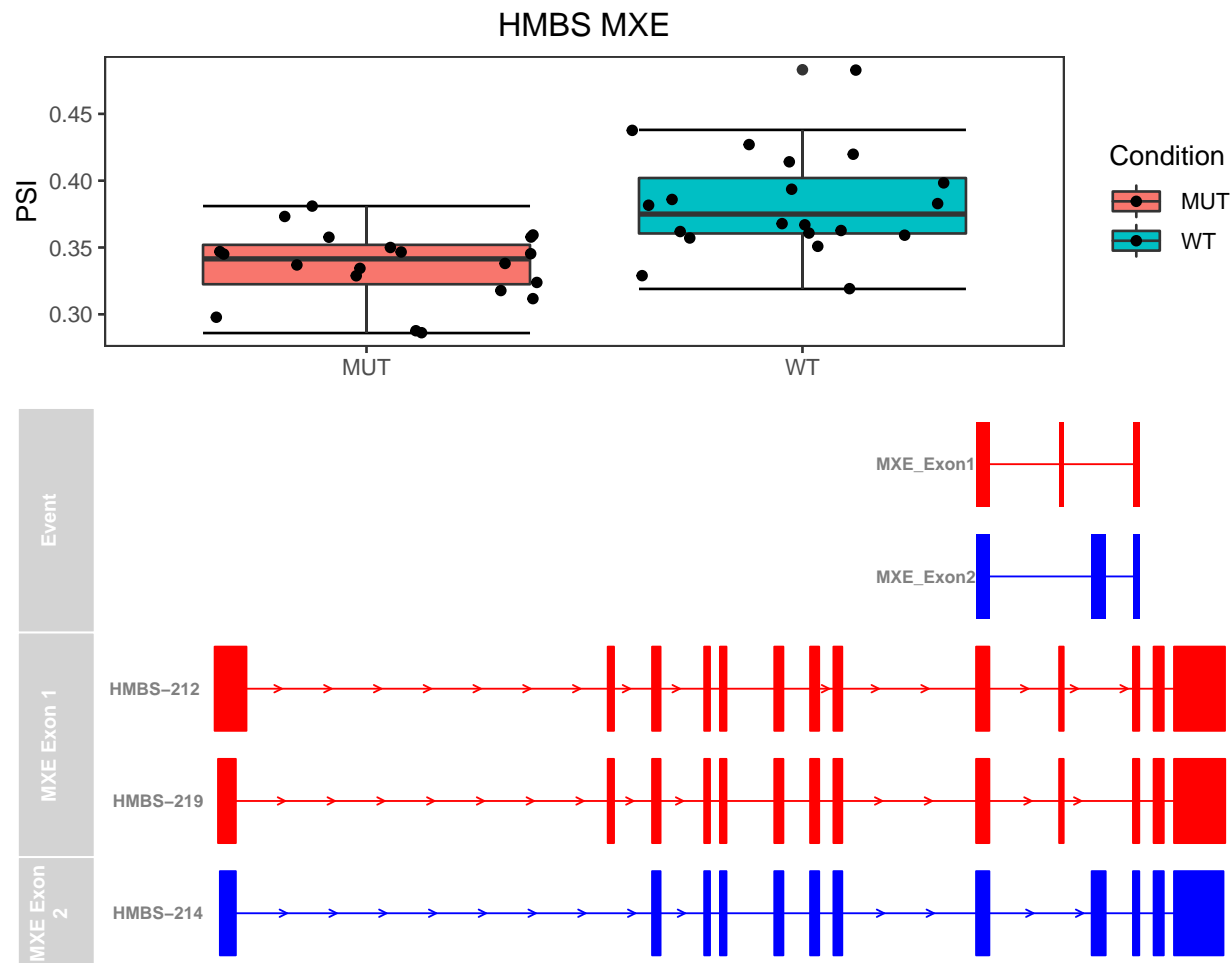 HMBS MXE
PSI
0.45
0.40
0.35
0.30
MUT
WT
Condition
MUT
WT
Event
MXE_Exon1
MXE_Exon2
MXE Exon 1
HMBS−212
HMBS−219
MXE Exon
2
HMBS−214